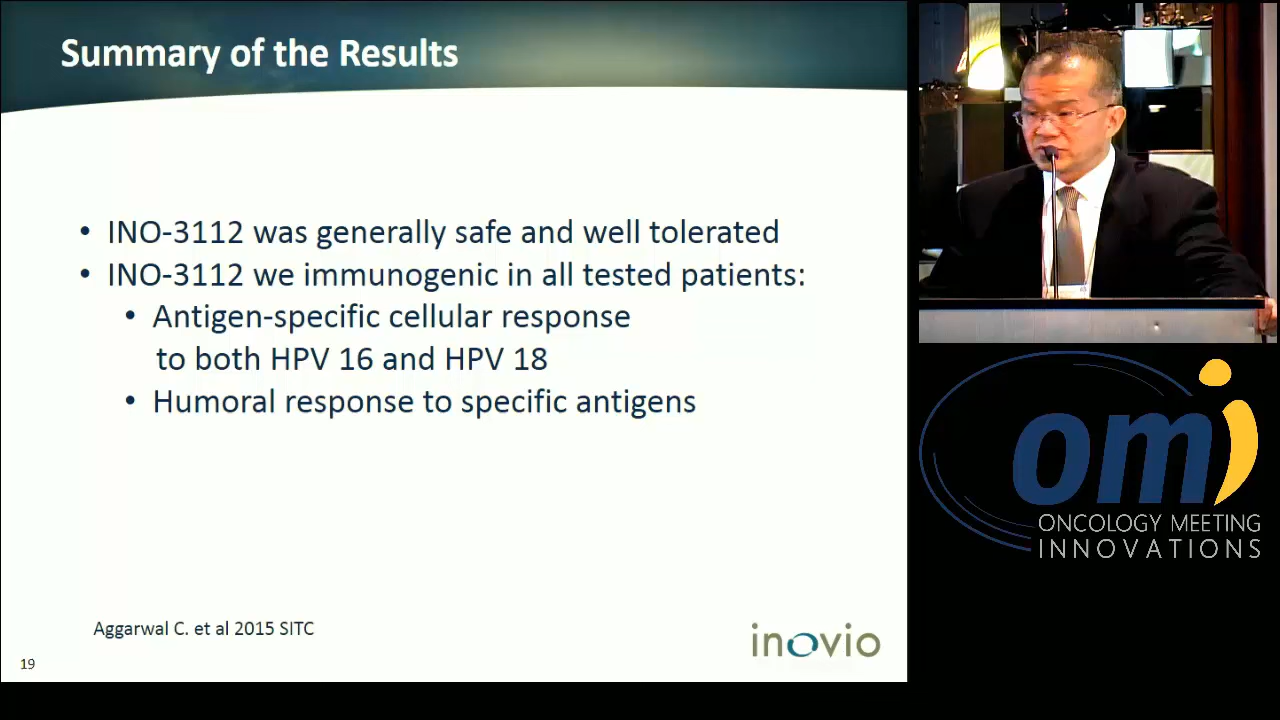 Summary of the Results
• INO-3112 was generally safe and well tolerated
• INO-3112 we immunogenic in all tested patients:
• Antigen-specific cellular response
to both HPV 16 and HPV 18
• Humoral response to specific antigens
Aggarwal C. et al 2015 SITC
inovio
19
omi
ONCOLOGY MEETING
INNOVATIONS